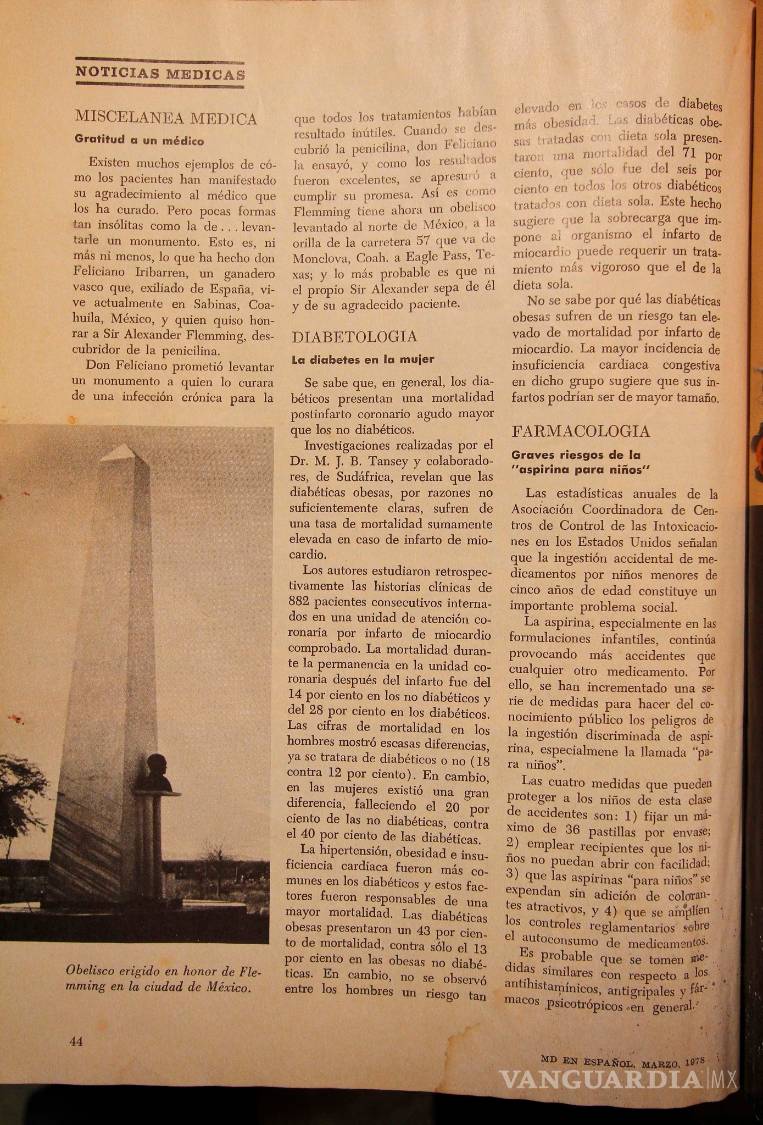 NOTICIAS MEDICAS
MISCELANEA MEDICA
Gratitud a un médico
Existen muchos ejemplos de có-
mo los pacientes han manifestado
su agradecimiento al médico que
los ha curado. Pero pocas formas
tan insólitas como la de . . . levan-
tarle un monumento. Esto es, ni
más ni menos, lo que ha hecho don
Feliciano Iribarren, un ganadero
vasco que, exiliado de España, vi-
ve actualmente en Sabinas, Coa-
huila, México, y quien quiso hon-
rar a Sir Alexander Flemming, des-
cubridor de la penicilina.
Don Feliciano prometió levantar
un monumento a quien lo curara
de una infección crónica para la
Obelisco erigido en honor de Fle-
mming en la ciudad de México.
que todos los tratamientos habían
resultado inútiles. Cuando se des-
cubrió la penicilina, don Feliciano
la ensayó, y como los resultados
fueron excelentes, se apresuró a
cumplir su promesa. Así es como
Flemming tiene ahora un obelisco
levantado al norte de México, a la
orilla de la carretera 57 que va de
Monclova, Coah. a Eagle Pass, Te-
xas; y lo más probable es que ni
el propio Sir Alexander sepa de él
y de su agradecido paciente.
DIABETOLOGIA
La diabetes en la mujer
Se sabe que, en general, los dia-
béticos presentan una mortalidad
postinfarto coronario agudo mayor
que los no diabéticos.
Investigaciones realizadas por el
Dr. M. J. B. Tansey y colaborado-
res, de Sudáfrica, revelan que las
diabéticas obesas, por razones no
suficientemente claras, sufren de
una tasa de mortalidad sumamente
elevada en caso de infarto de mio-
cardio.
Los autores estudiaron retrospec-
tivamente las historias clínicas de
882 pacientes consecutivos interna-
dos en una unidad de atención co-
ronaria por infarto de miocardio
comprobado. La mortalidad duran-
te la permanencia en la unidad co-
ronaria después del infarto fue del
14 por ciento en los no diabéticos y
del 28 por ciento en los diabéticos.
Las cifras de mortalidad en los
hombres mostró escasas diferencias,
ya se tratara de diabéticos o no (18
contra 12 por ciento). En cambio,
en las mujeres existió una gran
diferencia, falleciendo el 20 por
ciento de las no diabéticas, contra
el 40 por ciento de las diabéticas.
La hipertensión, obesidad e insu-
ficiencia cardíaca fueron más co-
munes en los diabéticos y estos fac-
tores fueron responsables de una
mayor mortalidad. Las diabéticas
obesas presentaron un 43 por cien-
to de mortalidad, contra sólo el 13
por ciento en las obesas no diabé-
ticas. En cambio, no se observó
entre los hombres un riesgo tan
elevado en los casos de diabetes
más obesidad. Las diabéticas obe-
sas tratadas con dieta sola presen-
taron una mortalidad del 71 por
ciento, que sólo fue del seis por
ciento en todos los otros diabéticos
tratados con dieta sola. Este hecho
sugiere que la sobrecarga que im-
pone al organismo el infarto de
miocardio puede requerir un trata-
miento más vigoroso que el de la
dieta sola.
No se sabe por qué las diabéticas
obesas sufren de un riesgo tan ele-
vado de mortalidad por infarto de
miocardio. La mayor incidencia de
insuficiencia cardíaca congestiva
en dicho grupo sugiere que sus in-
fartos podrían ser de mayor tamaño.
FARMACOLOGIA
Graves riesgos de la
"aspirina para niños"
Las estadísticas anuales de la
Asociación Coordinadora de Cen-
tros de Control de las Intoxicacio-
nes en los Estados Unidos señalan
que la ingestión accidental de me-
dicamentos por niños menores de
cinco años de edad constituye un
importante problema social.
La aspirina, especialmente en las
formulaciones infantiles, continúa
provocando más accidentes que
cualquier otro medicamento. Por
ello, se han incrementado una se-
rie de medidas para hacer del co-
nocimiento público los peligros de
la ingestión discriminada de aspi-
rina, especialmene la llamada "pa-
ra niños".
Las cuatro medidas que pueden
proteger a los niños de esta clase
de accidentes son: 1) fijar un má-
ximo de 36 pastillas por envase;
2) emplear recipientes que los ni-
ños no puedan abrir con facilidad;
3) que las aspirinas "para niños" se
expendan sin adición de coloran-
tes atractivos, y 4) que se amplíen
los controles reglamentarios sobre
el autoconsumo de medicamentos.
Es probable que se tomen me-
didas similares con respecto a los
antihistamínicos, antigripales y fár-
macos psicotrópicos en general.
44
MD EN ESPAÑOL, MARZO, 1978
VANGUARDIA|MX